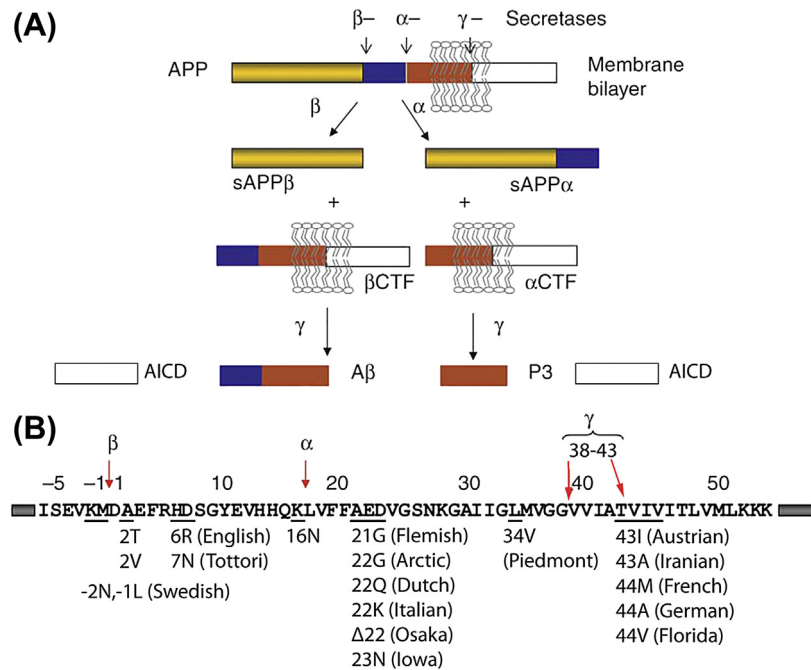 (A)
β– α– γ– Secretases
APP
Membrane
bilayer
β α
sAPPβ sAPPα
+ +
βCTF αCTF
γ γ
AICD Aβ P3 AICD
(B)
β α γ
38-43
–5 –1 1 10 20 30 40 50
ISEVKMDAEFRHDSGYEVHHQKLVFFAEDVGSNKGAIIGLMVGGVVIATVIVITLVMLKKK
2T 6R (English) 16N 21G (Flemish) 34V 43I (Austrian)
2V 7N (Tottori) 22G (Arctic) (Piedmont) 43A (Iranian)
-2N,-1L (Swedish) 22Q (Dutch) 44M (French)
22K (Italian) 44A (German)
Δ22 (Osaka) 44V (Florida)
23N (Iowa)